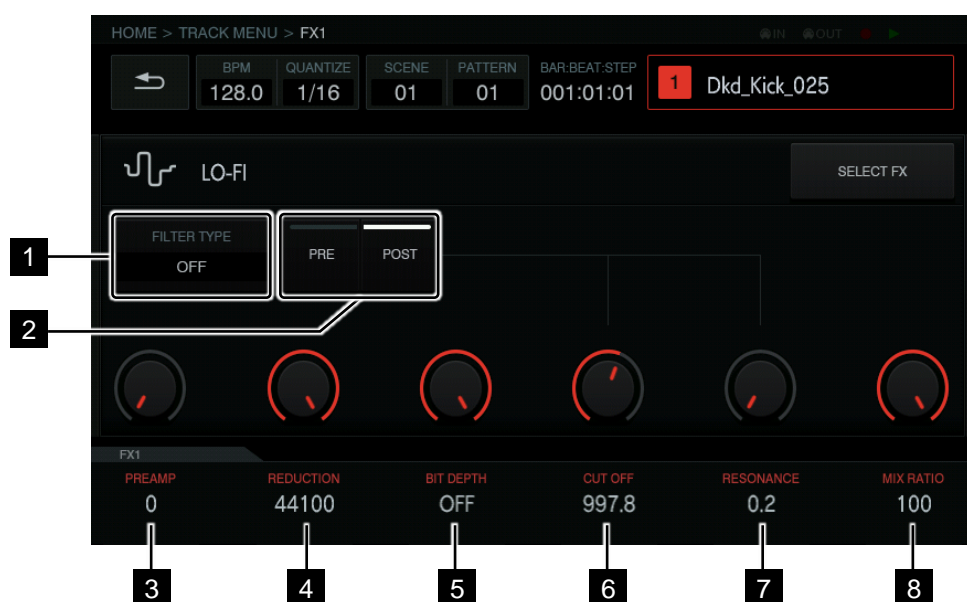 HOME > TRACK MENU > FX1 IN OUT
BPM QUANTIZE SCENE PATTERN BAR:BEAT:STEP
128.0 1/16 01 01 001:01:01 1 Dkd_Kick_025
LO-FI SELECT FX
FILTER TYPE
OFF PRE POST
1
2
FX1
PREAMP REDUCTION BIT DEPTH CUT OFF RESONANCE MIX RATIO
0 44100 OFF 997.8 0.2 100
3 4 5 6 7 8